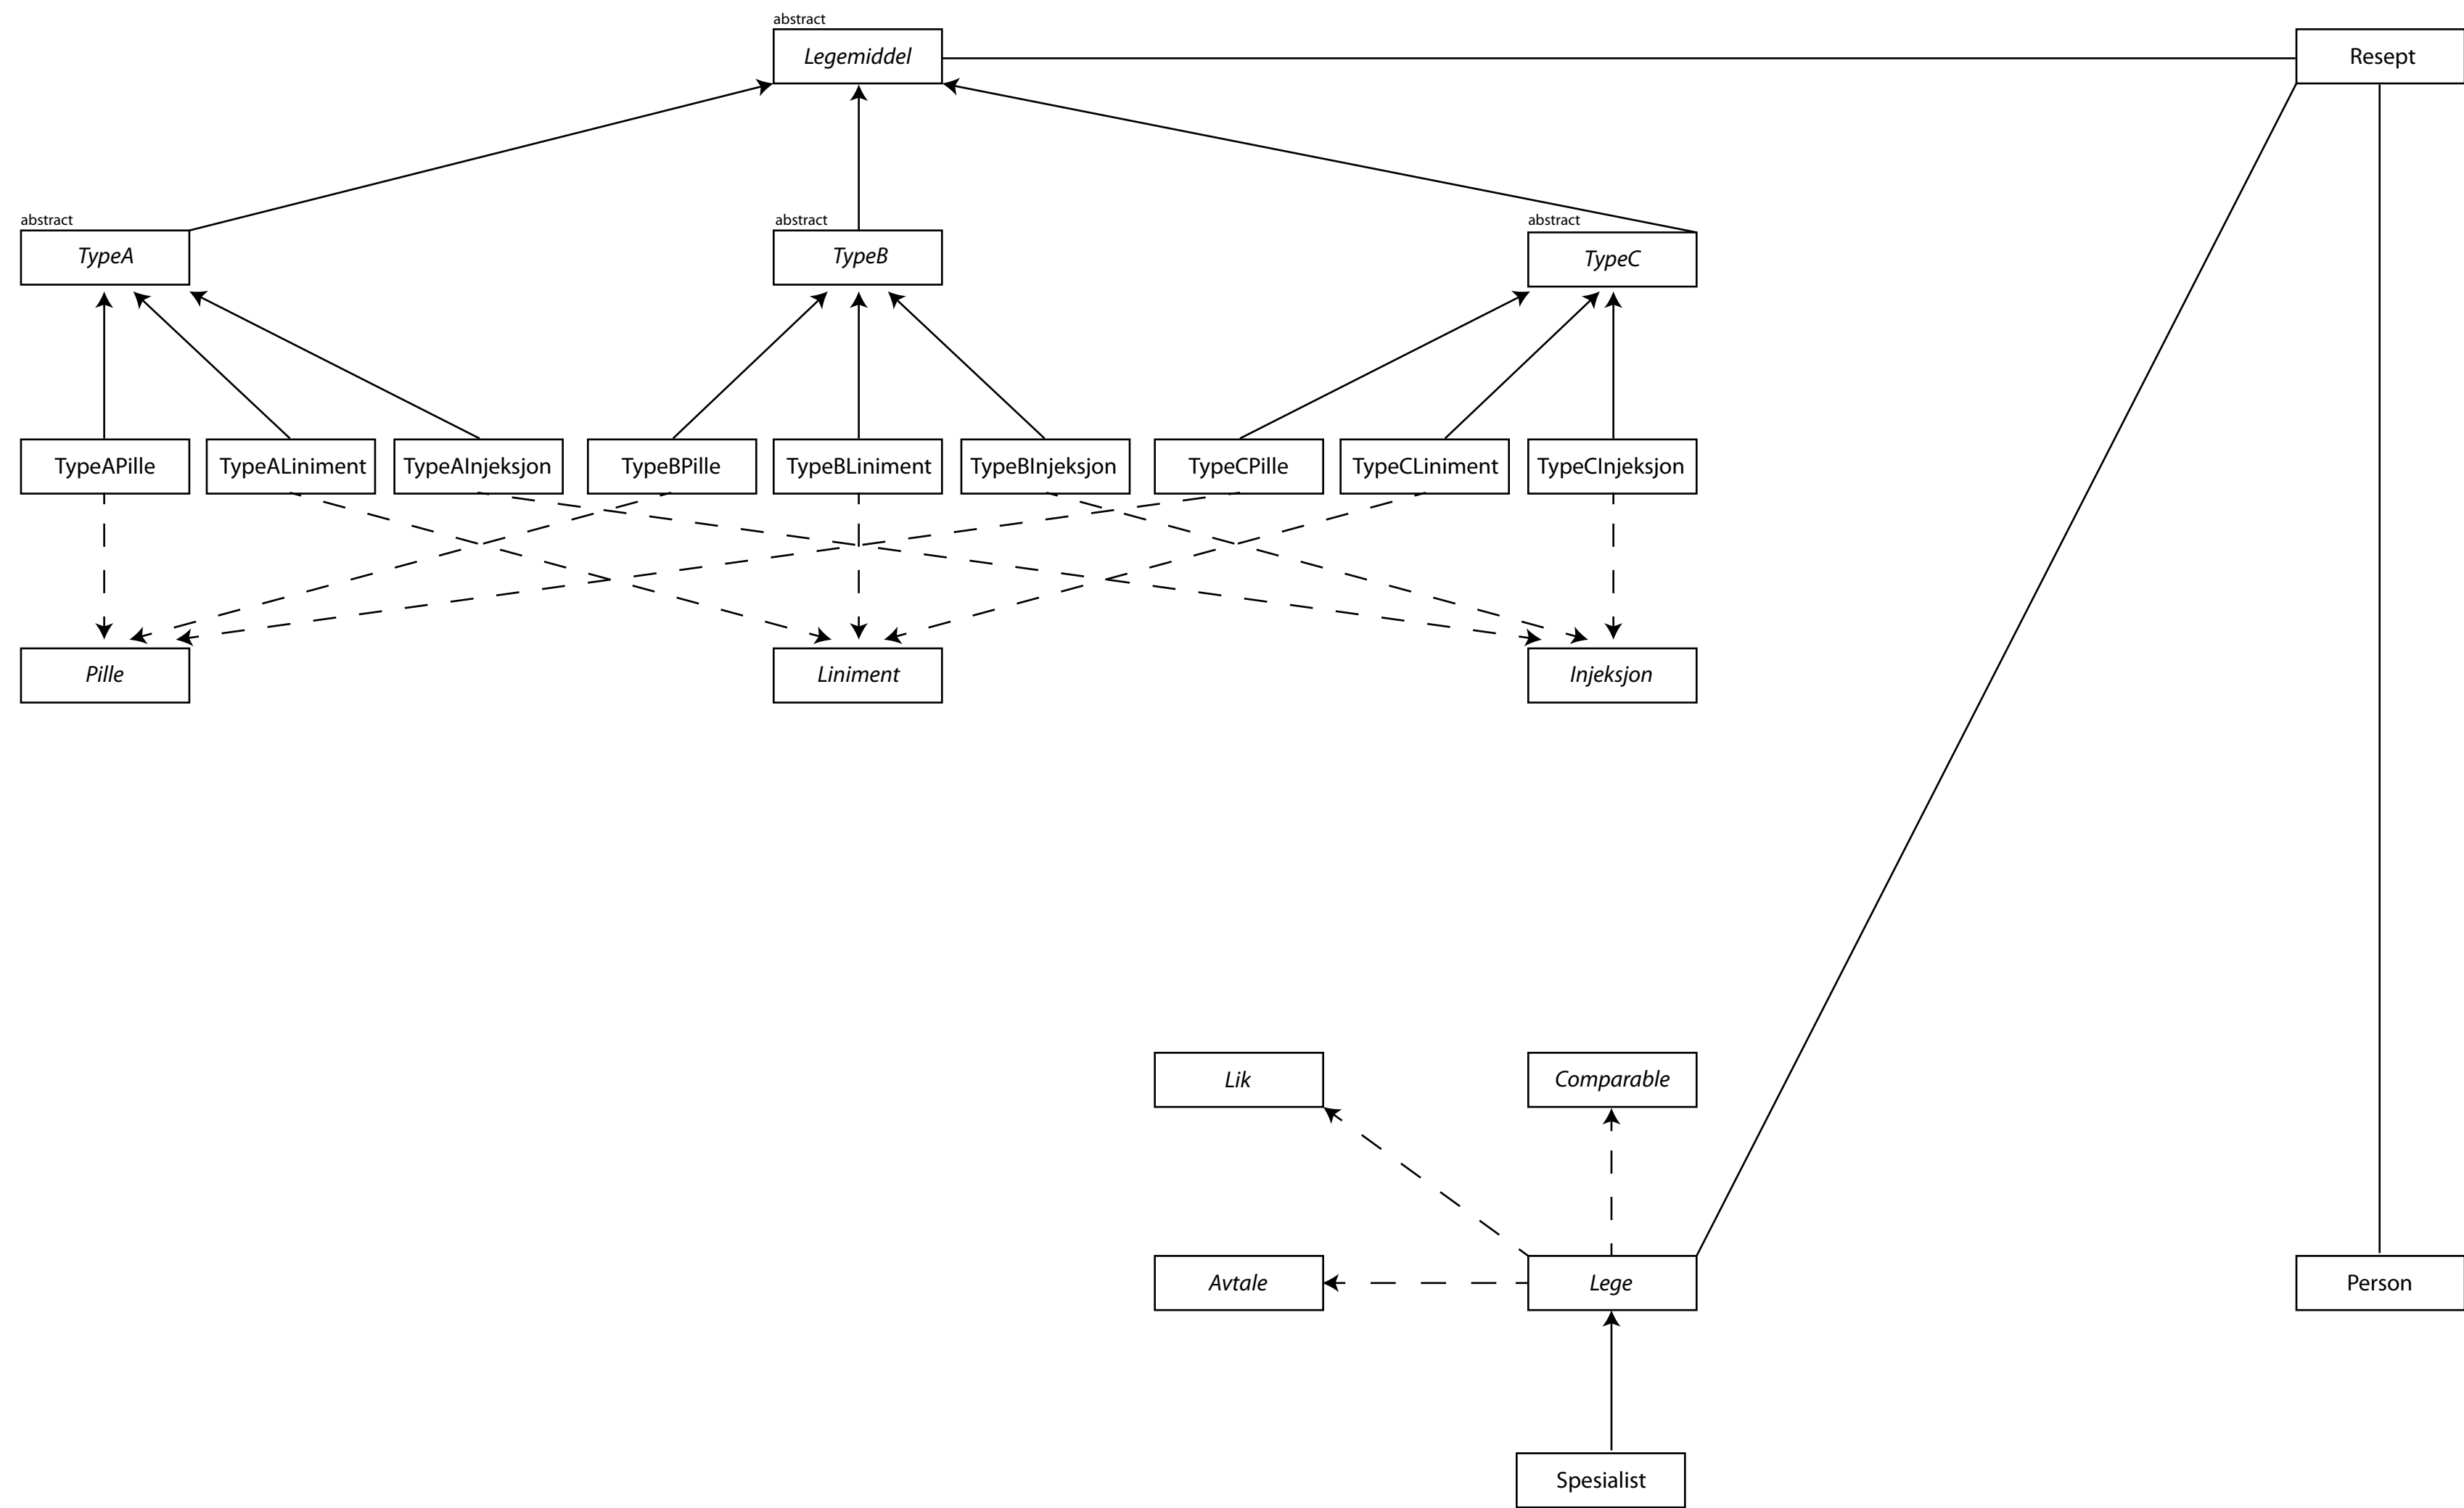 abstract
Legemiddel
Resept
abstract
TypeA
abstract
TypeB
abstract
TypeC
TypeAPille
TypeALiniment
TypeAInjeksjon
TypeBPille
TypeBLiniment
TypeBInjeksjon
TypeCPille
TypeCLiniment
TypeCInjeksjon
Pille
Liniment
Injeksjon
Lik
Comparable
Avtale
Lege
Person
Spesialist